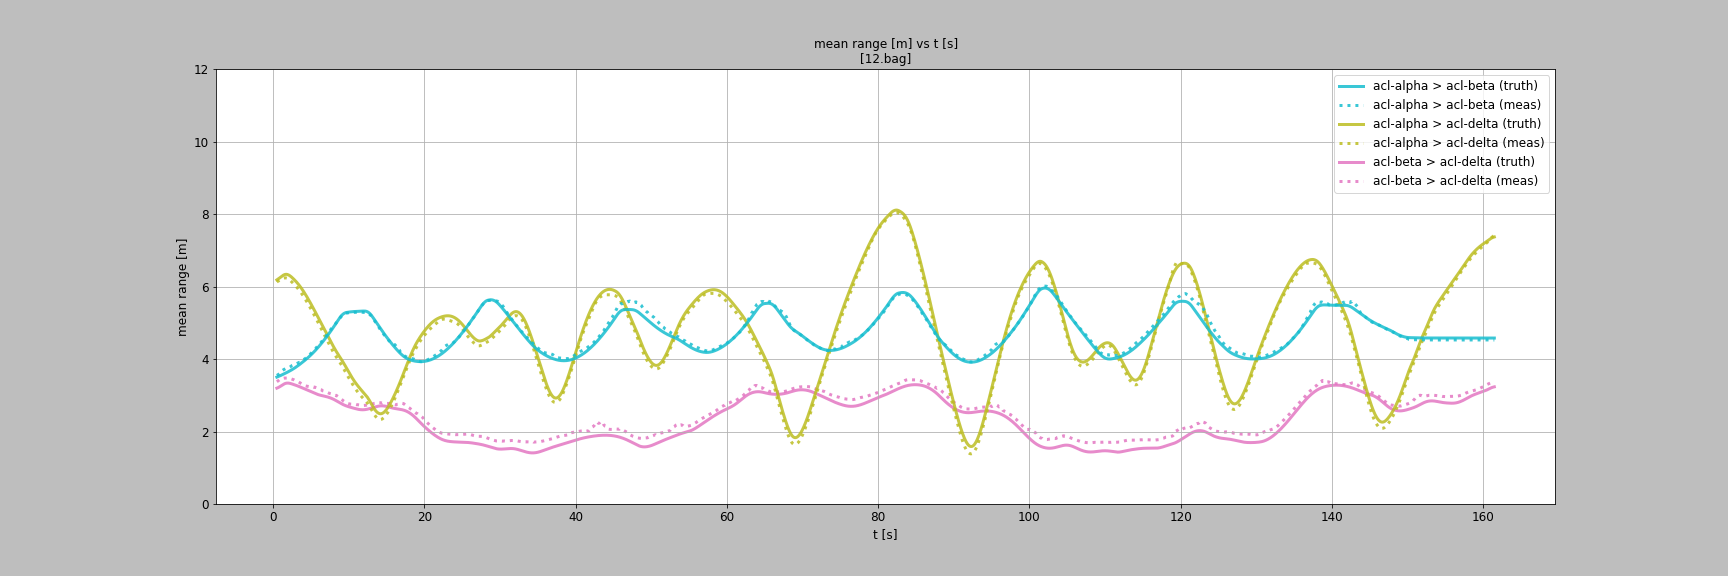 mean range [m] vs t [s]
[12.bag]
12
10
8
6
4
2
0
mean range [m]
acl-alpha > acl-beta (truth)
acl-alpha > acl-beta (meas)
acl-alpha > acl-delta (truth)
acl-alpha > acl-delta (meas)
acl-beta > acl-delta (truth)
acl-beta > acl-delta (meas)
0 20 40 60 80 100 120 140 160
t [s]